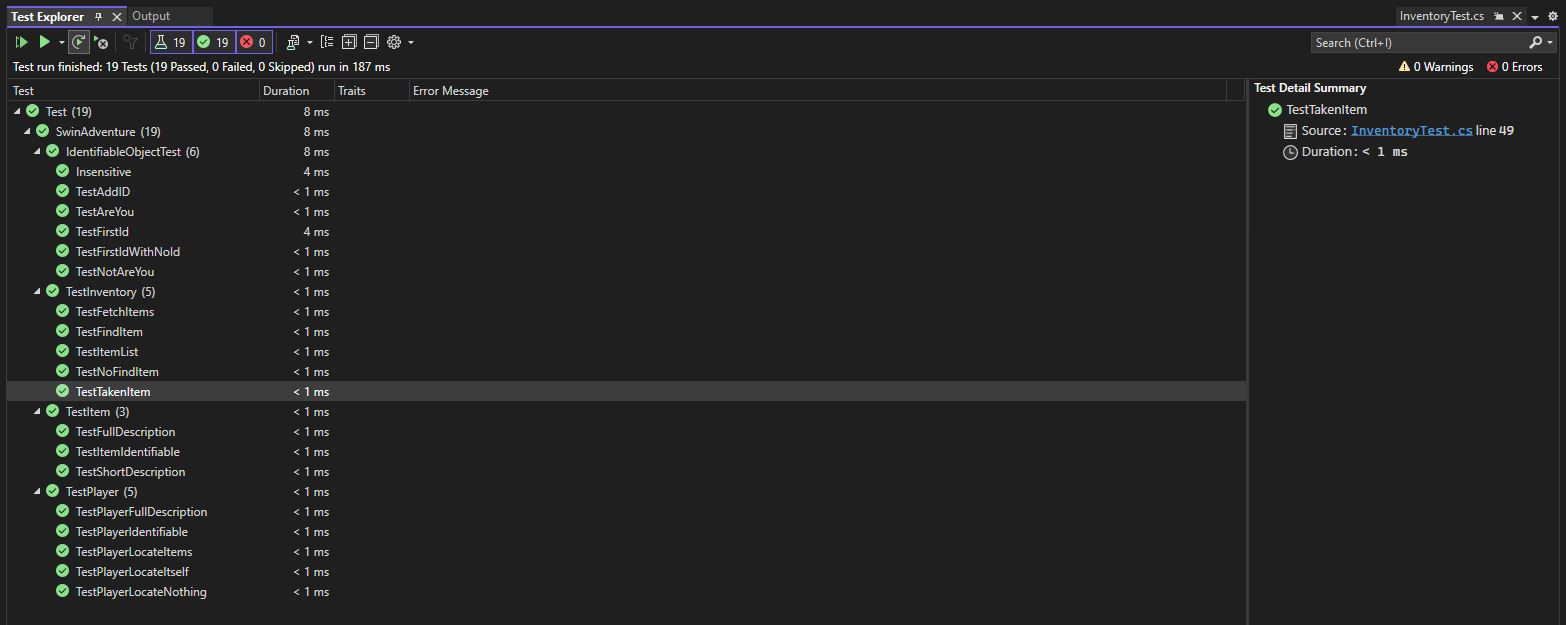 Test Explorer Output InventoryTest.cs
19 19 0 Search (Ctrl+I)
Test run finished: 19 Tests (19 Passed, 0 Failed, 0 Skipped) run in 187 ms 0 Warnings 0 Errors
Test Duration Traits Error Message
Test (19) 8 ms
SwinAdventure (19) 8 ms
IdentifiableObjectTest (6) 8 ms
Insensitive 4 ms
TestAddID < 1 ms
TestAreYou < 1 ms
TestFirstId 4 ms
TestFirstIdWithNoId < 1 ms
TestNotAreYou < 1 ms
TestInventory (5) < 1 ms
TestFetchItems < 1 ms
TestFindItem < 1 ms
TestItemList < 1 ms
TestNoFindItem < 1 ms
TestTakenItem < 1 ms
TestItem (3) < 1 ms
TestFullDescription < 1 ms
TestItemIdentifiable < 1 ms
TestShortDescription < 1 ms
TestPlayer (5) < 1 ms
TestPlayerFullDescription < 1 ms
TestPlayerIdentifiable < 1 ms
TestPlayerLocateItems < 1 ms
TestPlayerLocateItself < 1 ms
TestPlayerLocateNothing < 1 ms
Test Detail Summary
TestTakenItem
Source: InventoryTest.cs line 49
Duration: < 1 ms